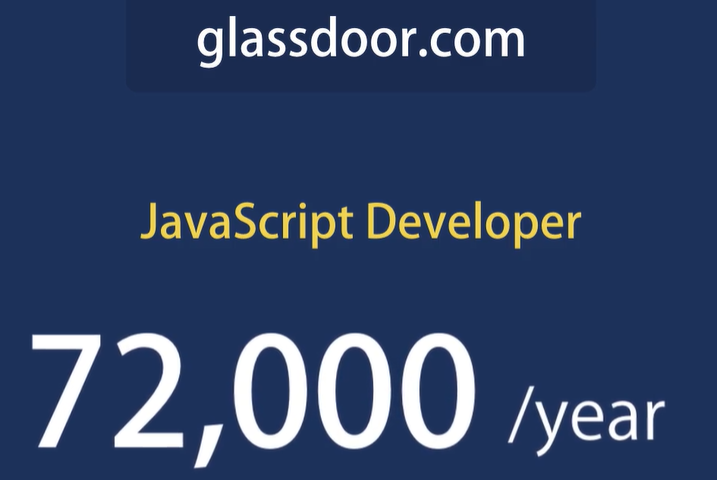 glassdoor.com
JavaScript Developer
72,000 /year